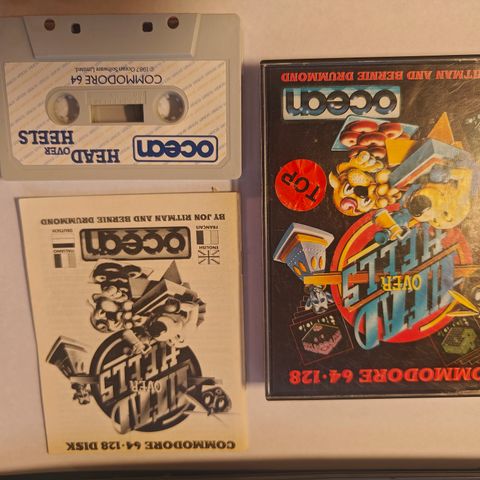 COMMODORE 64
© 1987 Ocean Software Limited.
ocean
HEAD
OVER
HEELS
COMMODORE 64·128 DISK
HEAD
OVER
HEELS
ocean
ENGLISH
FRANCAIS
DEUTSCH
ITALIANO
BY JON RITMAN AND BERNIE DRUMMOND
COMMODORE 64·128
HEAD
OVER
HEELS
TOP
ocean
RITMAN AND BERNIE DRUMMOND